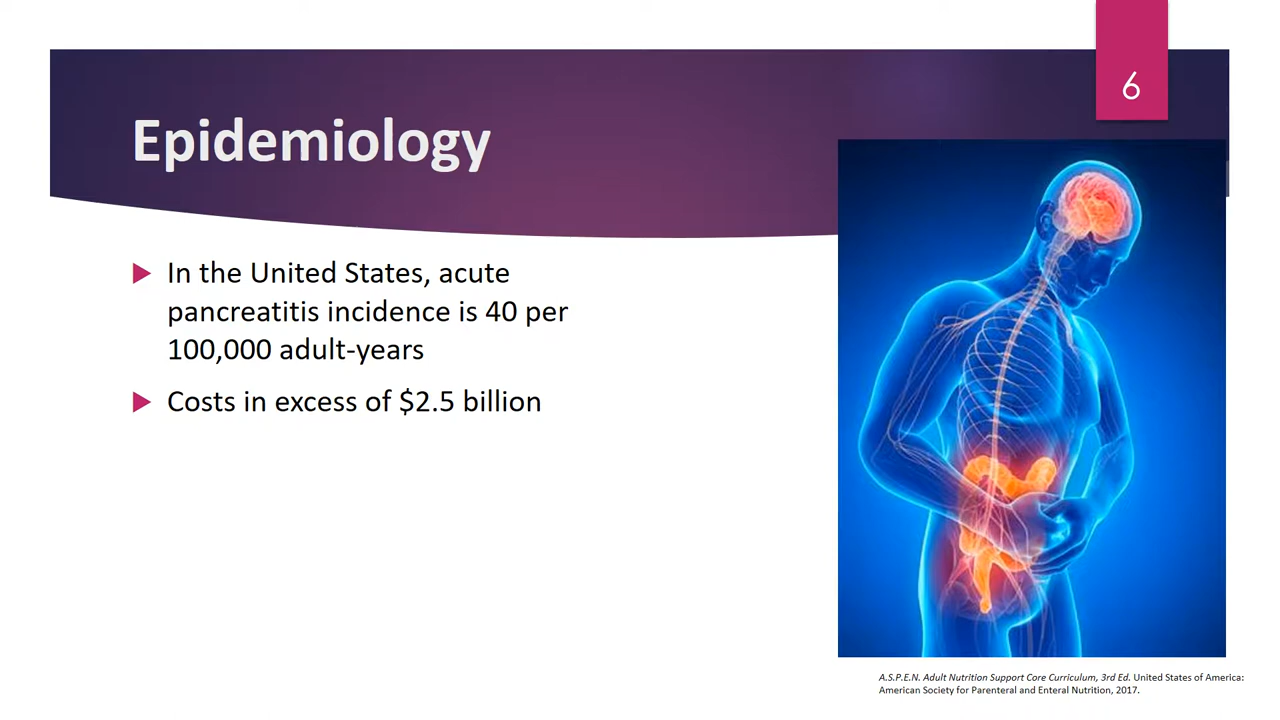 6
Epidemiology
In the United States, acute
pancreatitis incidence is 40 per
100,000 adult-years
Costs in excess of $2.5 billion
A.S.P.E.N. Adult Nutrition Support Core Curriculum, 3rd Ed. United States of America:
American Society for Parenteral and Enteral Nutrition, 2017.